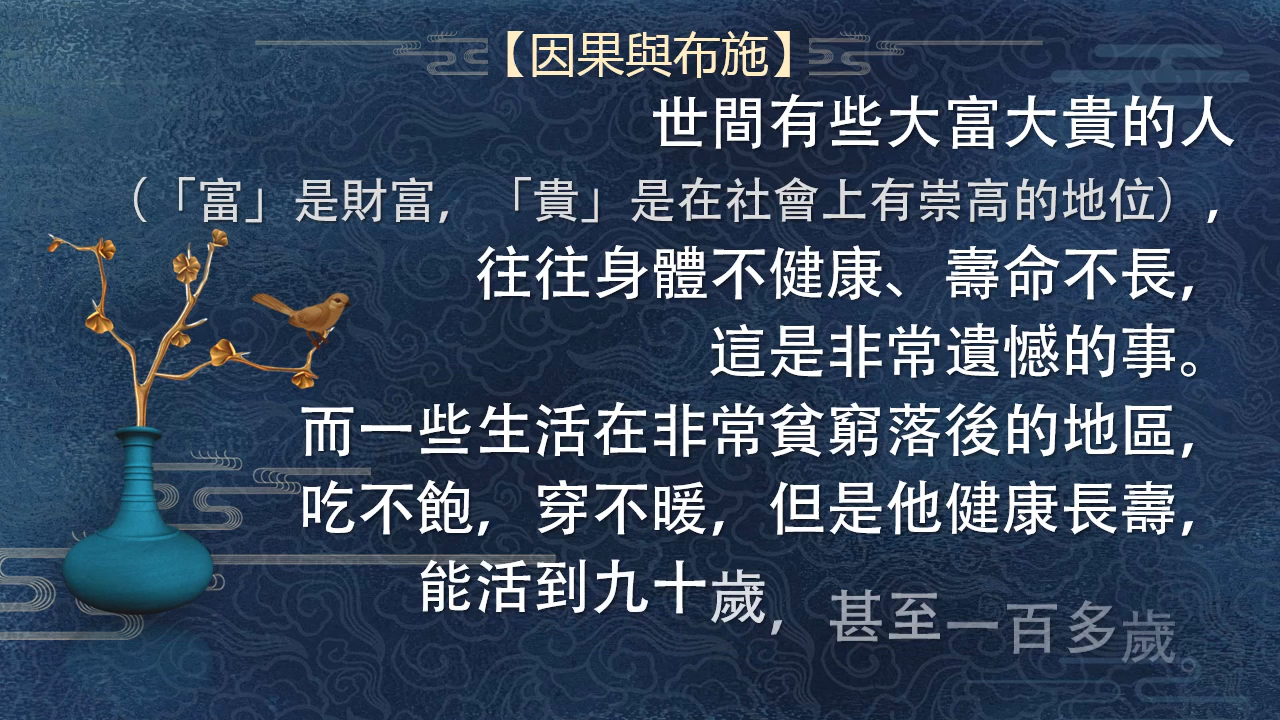 【因果與布施】
世間有些大富大貴的人
（「富」是財富，「貴」是在社會上有崇高的地位），
往往身體不健康、壽命不長，
這是非常遺憾的事。
而一些生活在非常貧窮落後的地區，
吃不飽，穿不暖，但是他健康長壽，
能活到九十歲，甚至一百多歲。